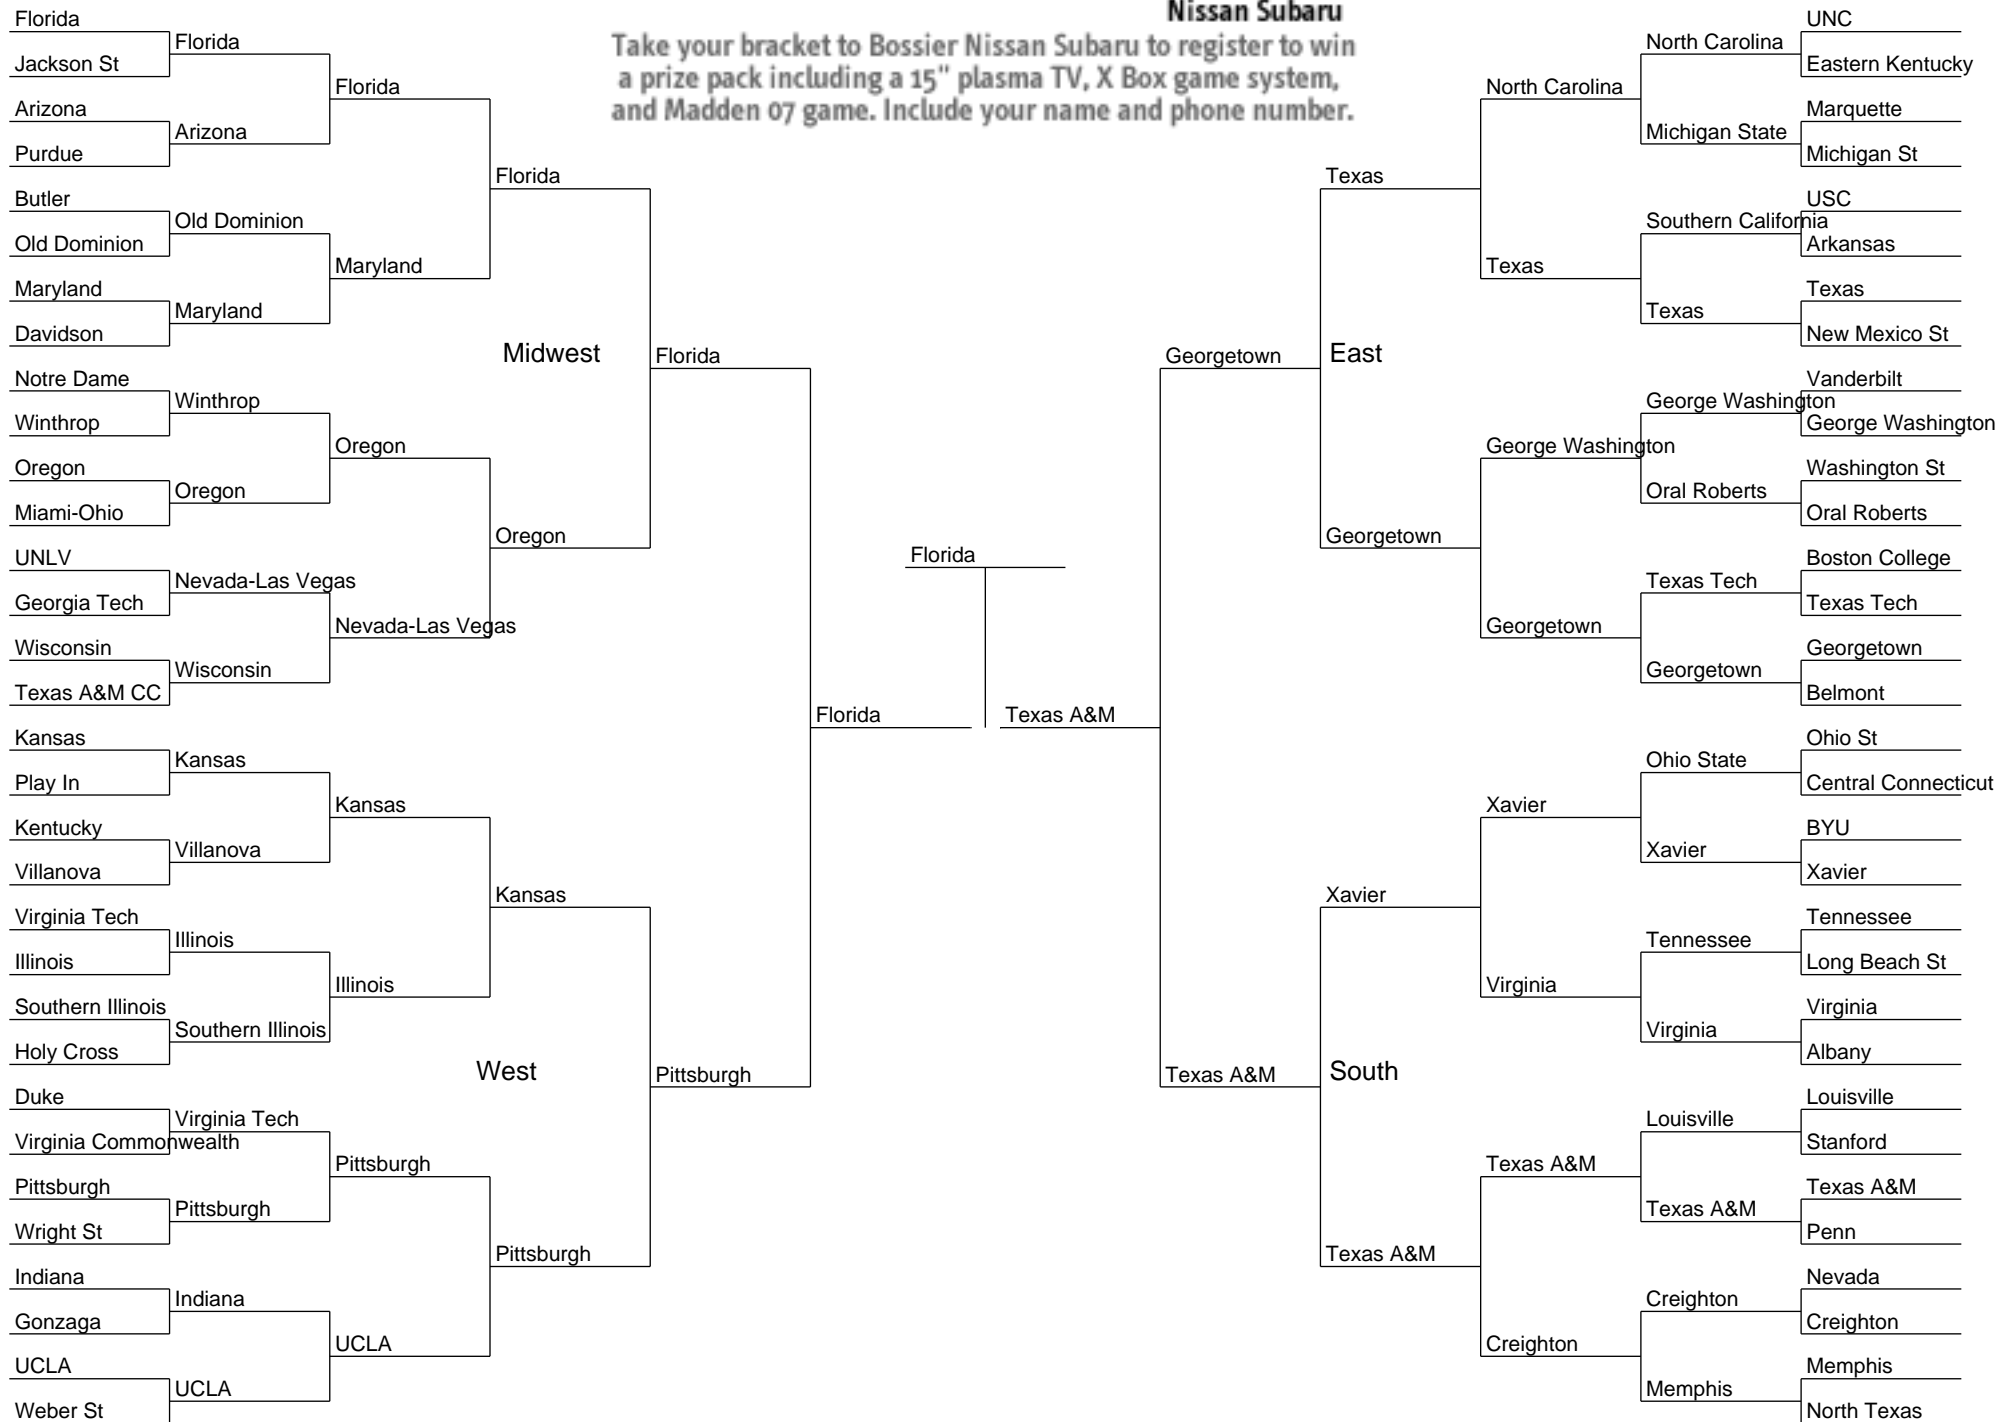 Nissan Subaru
Take your bracket to Bossier Nissan Subaru to register to win
a prize pack including a 15" plasma TV, X Box game system,
and Madden 07 game. Include your name and phone number.
Florida
Jackson St
Arizona
Purdue
Butler
Old Dominion
Maryland
Davidson
Notre Dame
Winthrop
Oregon
Miami-Ohio
UNLV
Georgia Tech
Wisconsin
Texas A&M CC
Kansas
Play In
Kentucky
Villanova
Virginia Tech
Illinois
Southern Illinois
Holy Cross
Duke
Virginia Commonwealth
Pittsburgh
Wright St
Indiana
Gonzaga
UCLA
Weber St
Florida
Arizona
Old Dominion
Maryland
Winthrop
Oregon
Nevada-Las Vegas
Wisconsin
Kansas
Villanova
Illinois
Southern Illinois
Virginia Tech
Pittsburgh
Indiana
UCLA
Florida
Maryland
Oregon
Nevada-Las Vegas
Kansas
Illinois
Pittsburgh
UCLA
Florida
Midwest
Oregon
Kansas
West
Pittsburgh
Florida
Pittsburgh
Florida
Florida
Texas A&M
Georgetown
Texas A&M
Texas
East
Georgetown
Xavier
South
Texas A&M
North Carolina
Texas
George Washington
Georgetown
Xavier
Virginia
Texas A&M
Creighton
North Carolina
Michigan State
Southern California
Texas
George Washington
Oral Roberts
Texas Tech
Georgetown
Ohio State
Xavier
Tennessee
Virginia
Louisville
Texas A&M
Creighton
Memphis
UNC
Eastern Kentucky
Marquette
Michigan St
USC
Arkansas
Texas
New Mexico St
Vanderbilt
George Washington
Washington St
Oral Roberts
Boston College
Texas Tech
Georgetown
Belmont
Ohio St
Central Connecticut
BYU
Xavier
Tennessee
Long Beach St
Virginia
Albany
Louisville
Stanford
Texas A&M
Penn
Nevada
Creighton
Memphis
North Texas